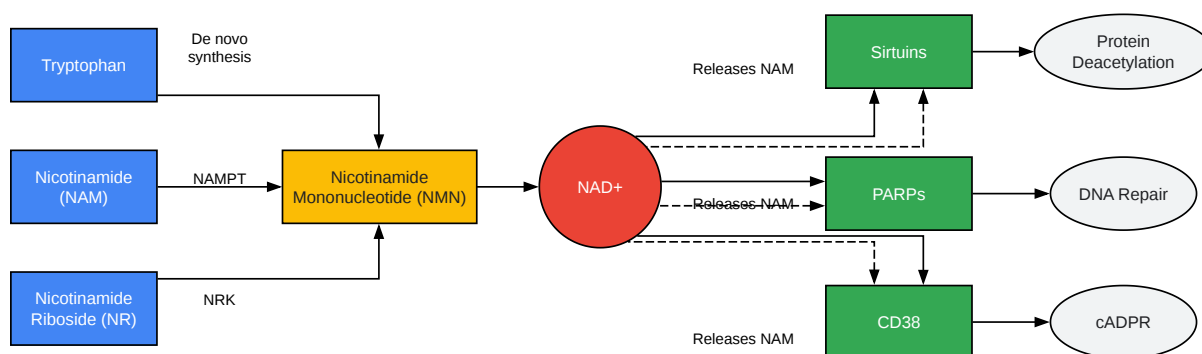 De novo
synthesis
Tryptophan
Nicotinamide
(NAM)
NAMPT
Nicotinamide
Mononucleotide (NMN)
Nicotinamide
Riboside (NR)
NRK
NAD+
Releases NAM
Sirtuins
Protein
Deacetylation
Releases NAM
PARPs
DNA Repair
Releases NAM
CD38
cADPR